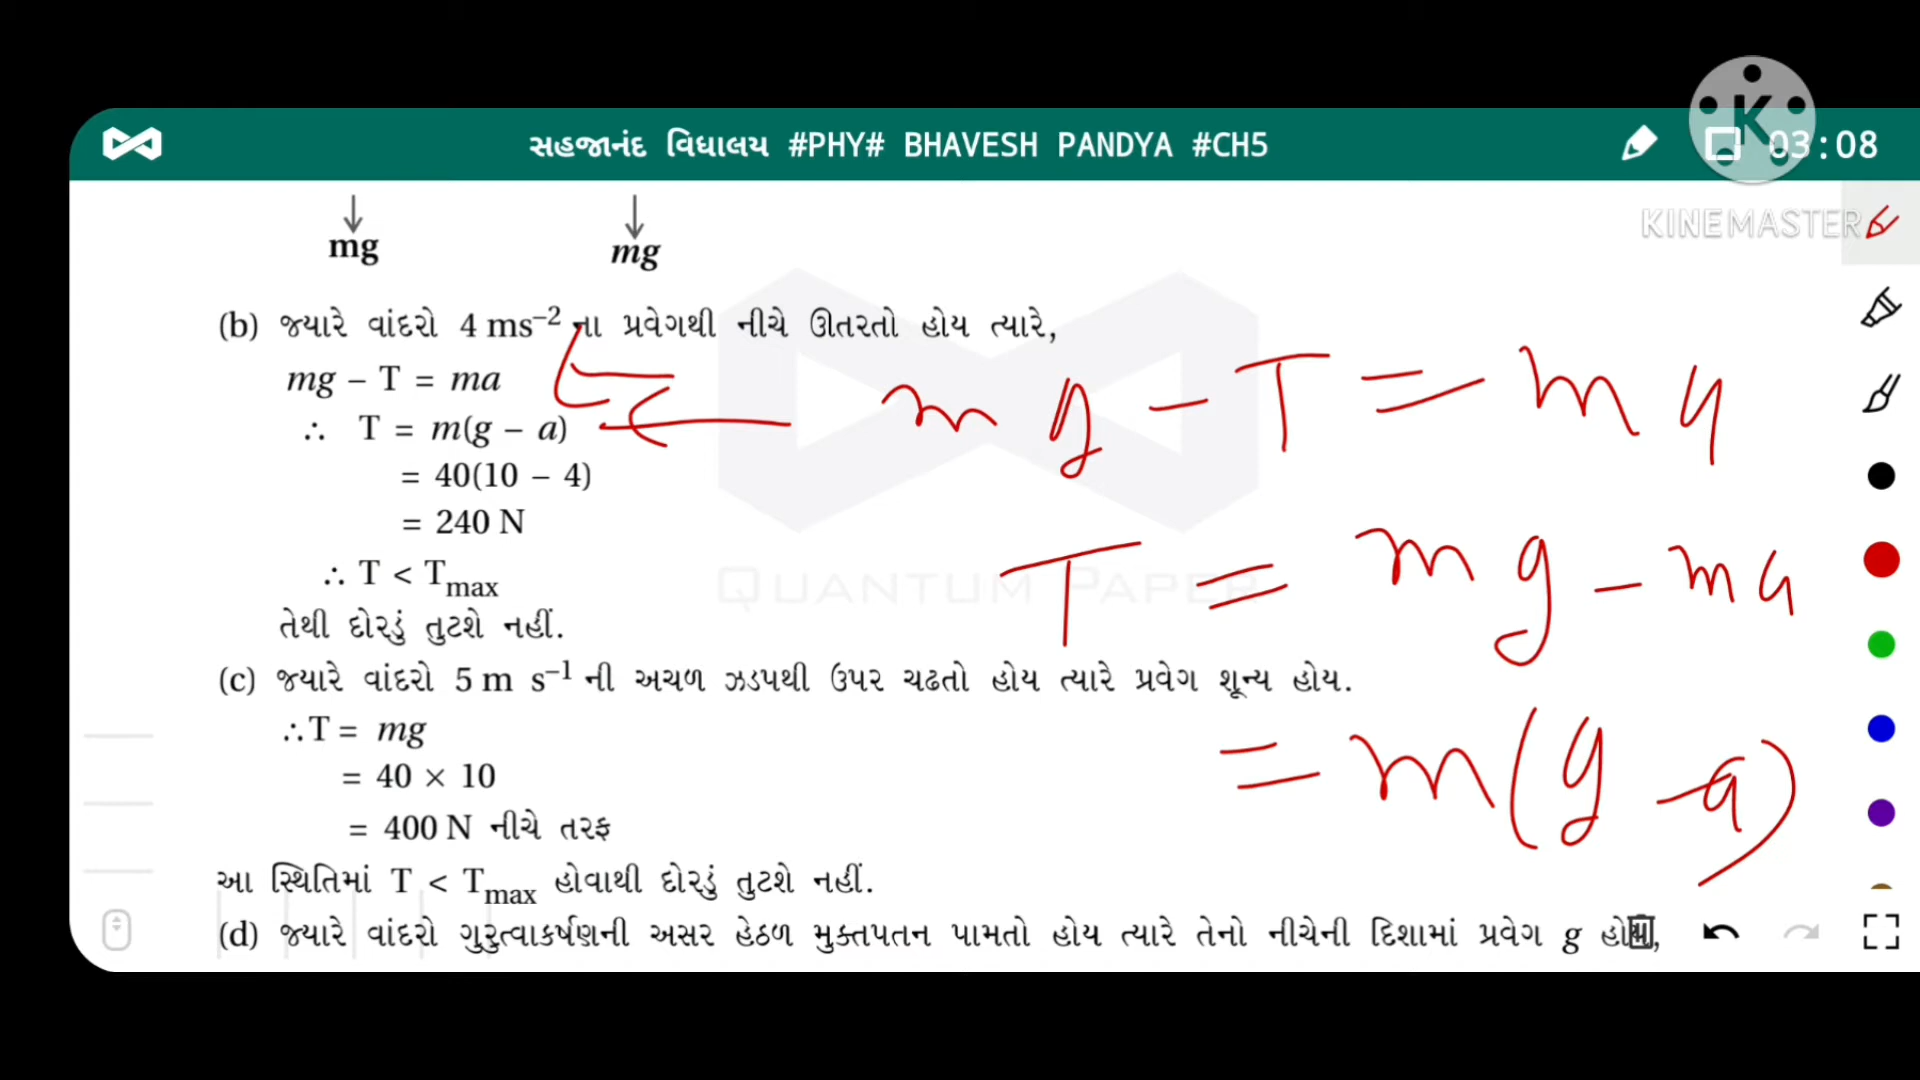 સહજાનંદ વિધાલય #PHY# BHAVESH PANDYA #CH5
03:08
K
KINEMASTER
mg mg
(b) જ્યારે વાંદરો 4 ms⁻² ના પ્રવેગથી નીચે ઊતરતો હોય ત્યારે,
mg – T = ma
∴ T = m(g – a)
= 40(10 – 4)
= 240 N
∴ T < Tmax
તેથી દોરડું તુટશે નહીં.
mg – T = ma
T = mg – ma
= m(g – a)
QUANTUM PAPER
(c) જ્યારે વાંદરો 5 m s⁻¹ ની અચળ ઝડપથી ઉપર ચઢતો હોય ત્યારે પ્રવેગ શૂન્ય હોય.
∴T = mg
= 40 × 10
= 400 N નીચે તરફ
આ સ્થિતિમાં T < Tmax હોવાથી દોરડું તુટશે નહીં.
(d) જ્યારે વાંદરો ગુરુત્વાકર્ષણની અસર હેઠળ મુક્તપતન પામતો હોય ત્યારે તેનો નીચેની દિશામાં પ્રવેગ g હોય,